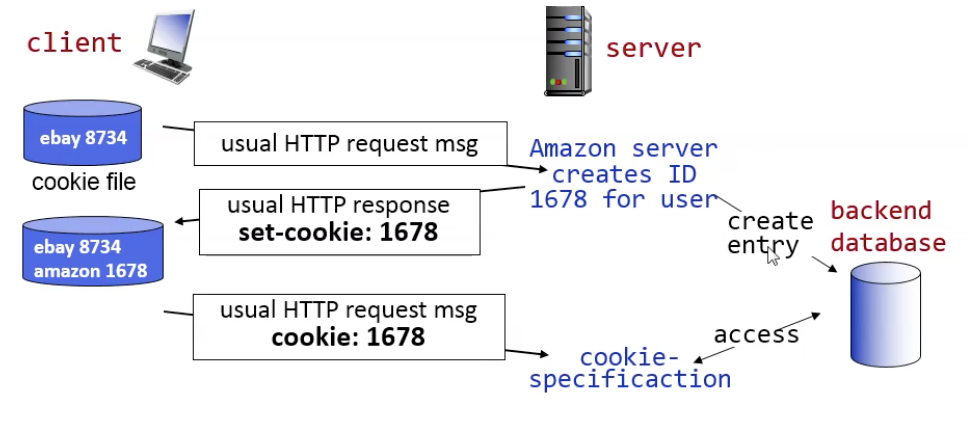 client
server
ebay 8734
cookie file
usual HTTP request msg
Amazon server
creates ID
1678 for user
usual HTTP response
set-cookie: 1678
create
entry
backend
database
ebay 8734
amazon 1678
usual HTTP request msg
cookie: 1678
access
cookie-
specificaction